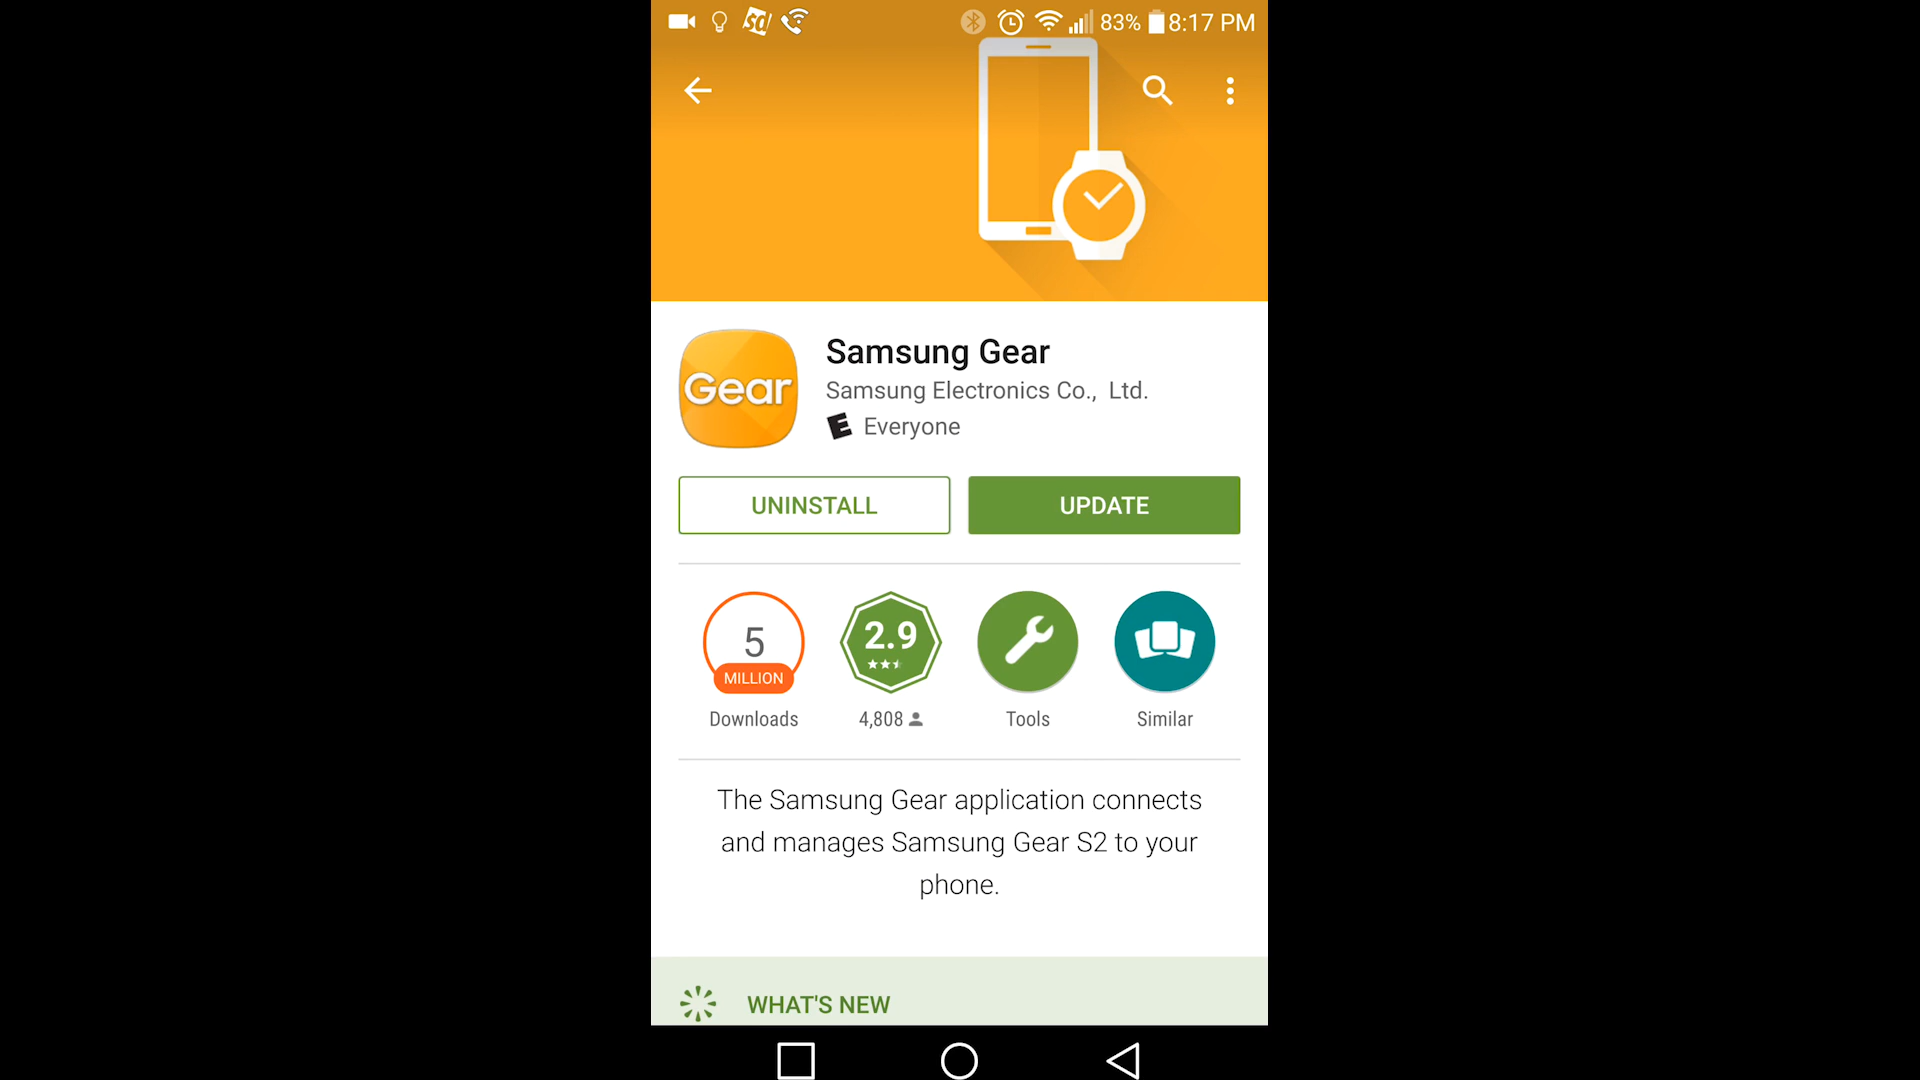 83% 8:17 PM
Gear
Samsung Gear
Samsung Electronics Co., Ltd.
E Everyone
UNINSTALL UPDATE
5 MILLION 2.9
Downloads 4,808 Tools Similar
The Samsung Gear application connects
and manages Samsung Gear S2 to your
phone.
WHAT'S NEW